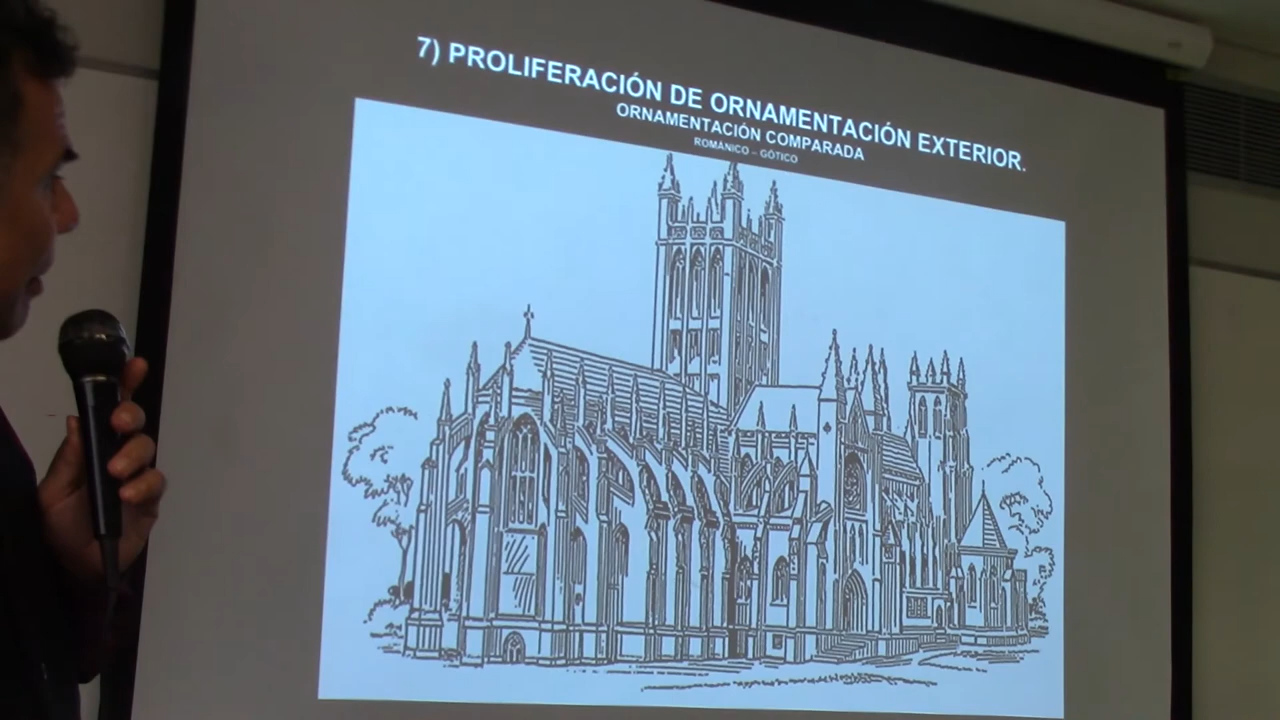 7) PROLIFERACIÓN DE ORNAMENTACIÓN EXTERIOR.
ORNAMENTACIÓN COMPARADA
ROMÁNICO – GÓTICO